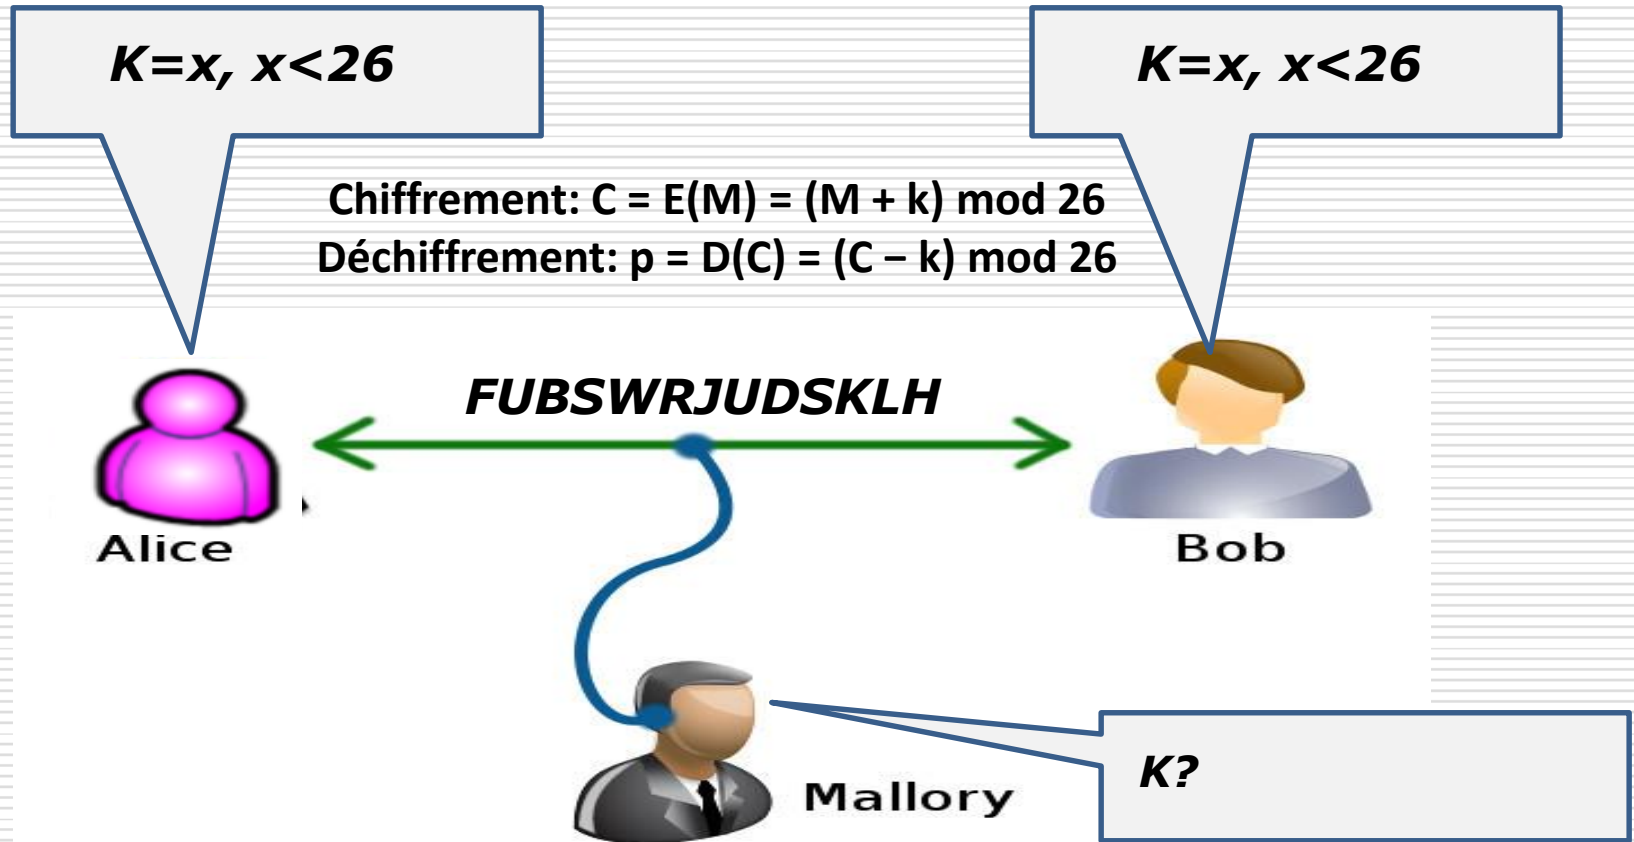 K=x, x<26
K=x, x<26
Chiffrement: C = E(M) = (M + k) mod 26
Déchiffrement: p = D(C) = (C – k) mod 26
FUBSWRJUDSKLH
Alice
Bob
K?
Mallory